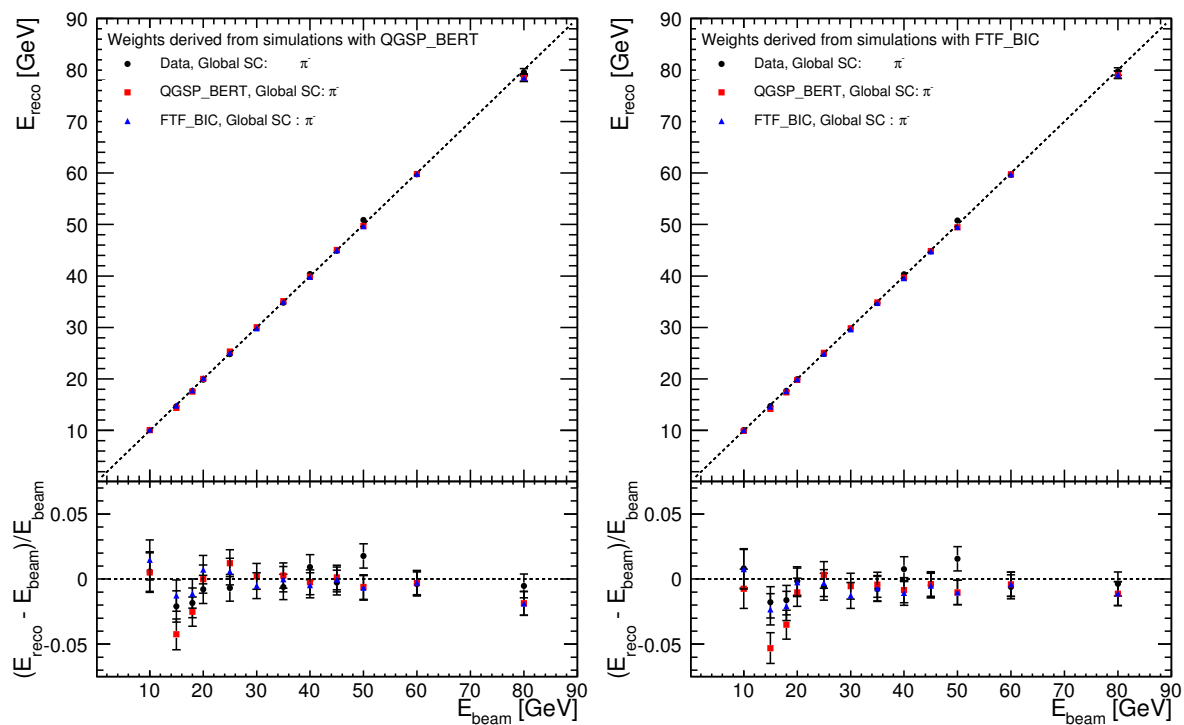 Weights derived from simulations with QGSP_BERT
Data, Global SC: π-
QGSP_BERT, Global SC: π-
FTF_BIC, Global SC : π-
E_reco [GeV]
90
80
70
60
50
40
30
20
10
(E_reco - E_beam)/E_beam
0.05
0
-0.05
10 20 30 40 50 60 70 80 90
E_beam [GeV]
Weights derived from simulations with FTF_BIC
Data, Global SC: π-
QGSP_BERT, Global SC: π-
FTF_BIC, Global SC : π-
E_reco [GeV]
90
80
70
60
50
40
30
20
10
(E_reco - E_beam)/E_beam
0.05
0
-0.05
10 20 30 40 50 60 70 80 90
E_beam [GeV]